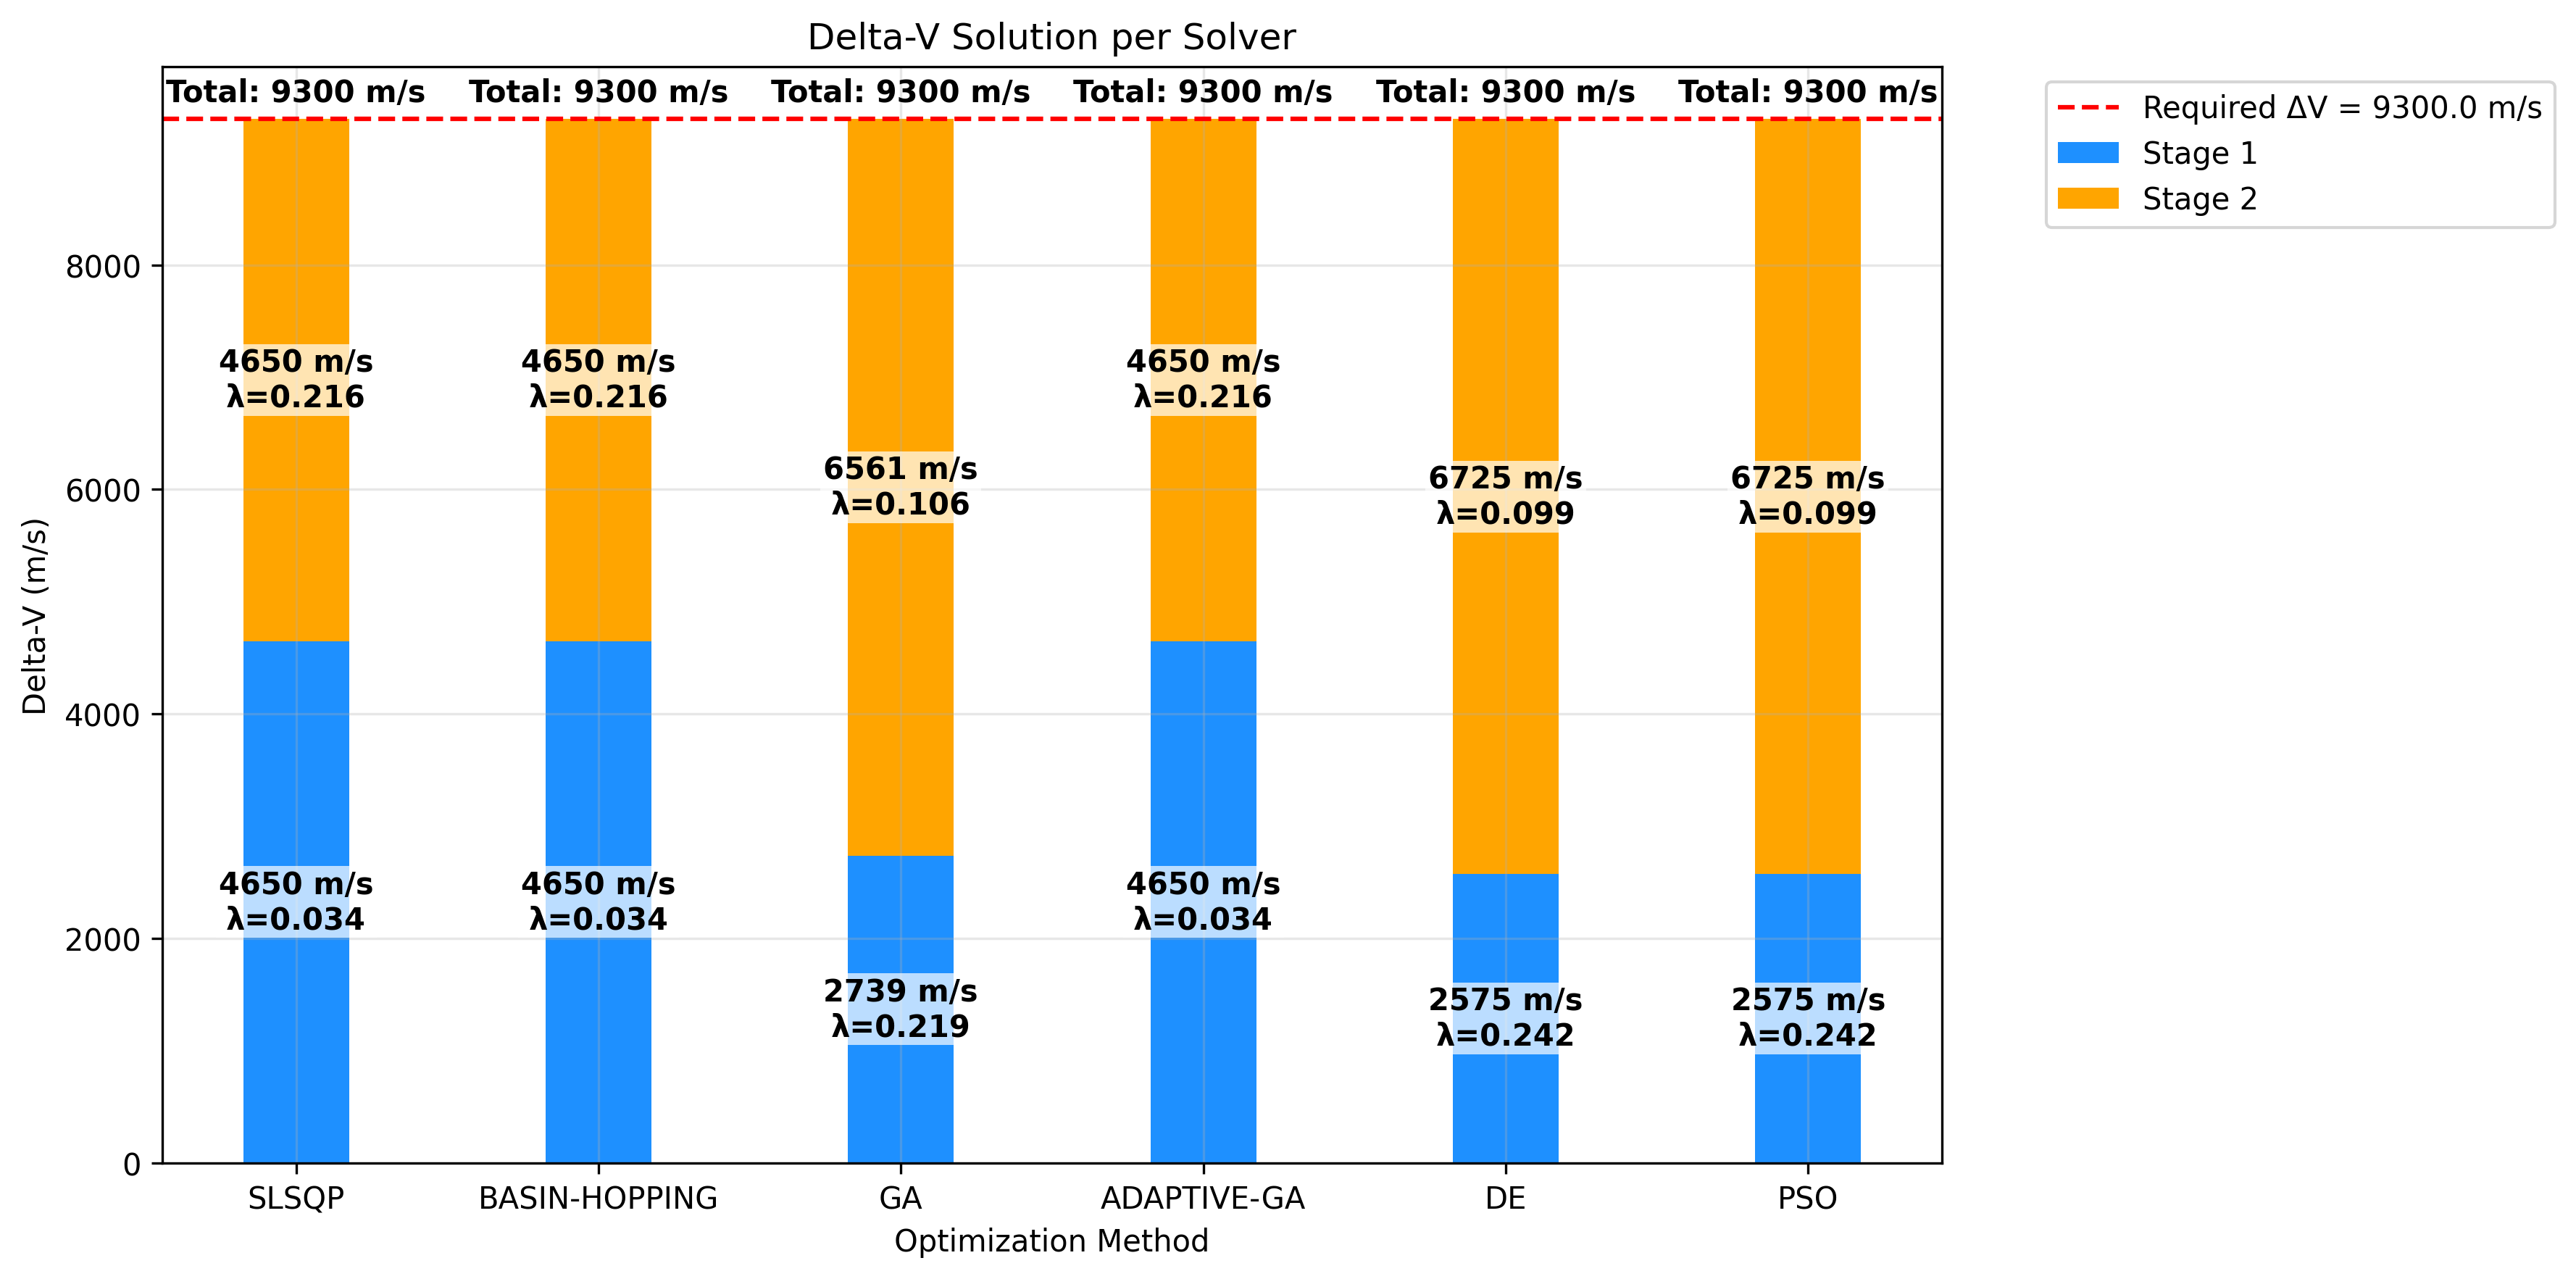 Delta-V Solution per Solver
Total: 9300 m/s Total: 9300 m/s Total: 9300 m/s Total: 9300 m/s Total: 9300 m/s Total: 9300 m/s
Required ΔV = 9300.0 m/s
Stage 1
Stage 2
Delta-V (m/s)
8000
6000
4000
2000
0
4650 m/s
λ=0.216
4650 m/s
λ=0.034
4650 m/s
λ=0.216
4650 m/s
λ=0.034
6561 m/s
λ=0.106
2739 m/s
λ=0.219
4650 m/s
λ=0.216
4650 m/s
λ=0.034
6725 m/s
λ=0.099
2575 m/s
λ=0.242
6725 m/s
λ=0.099
2575 m/s
λ=0.242
SLSQP BASIN-HOPPING GA ADAPTIVE-GA DE PSO
Optimization Method